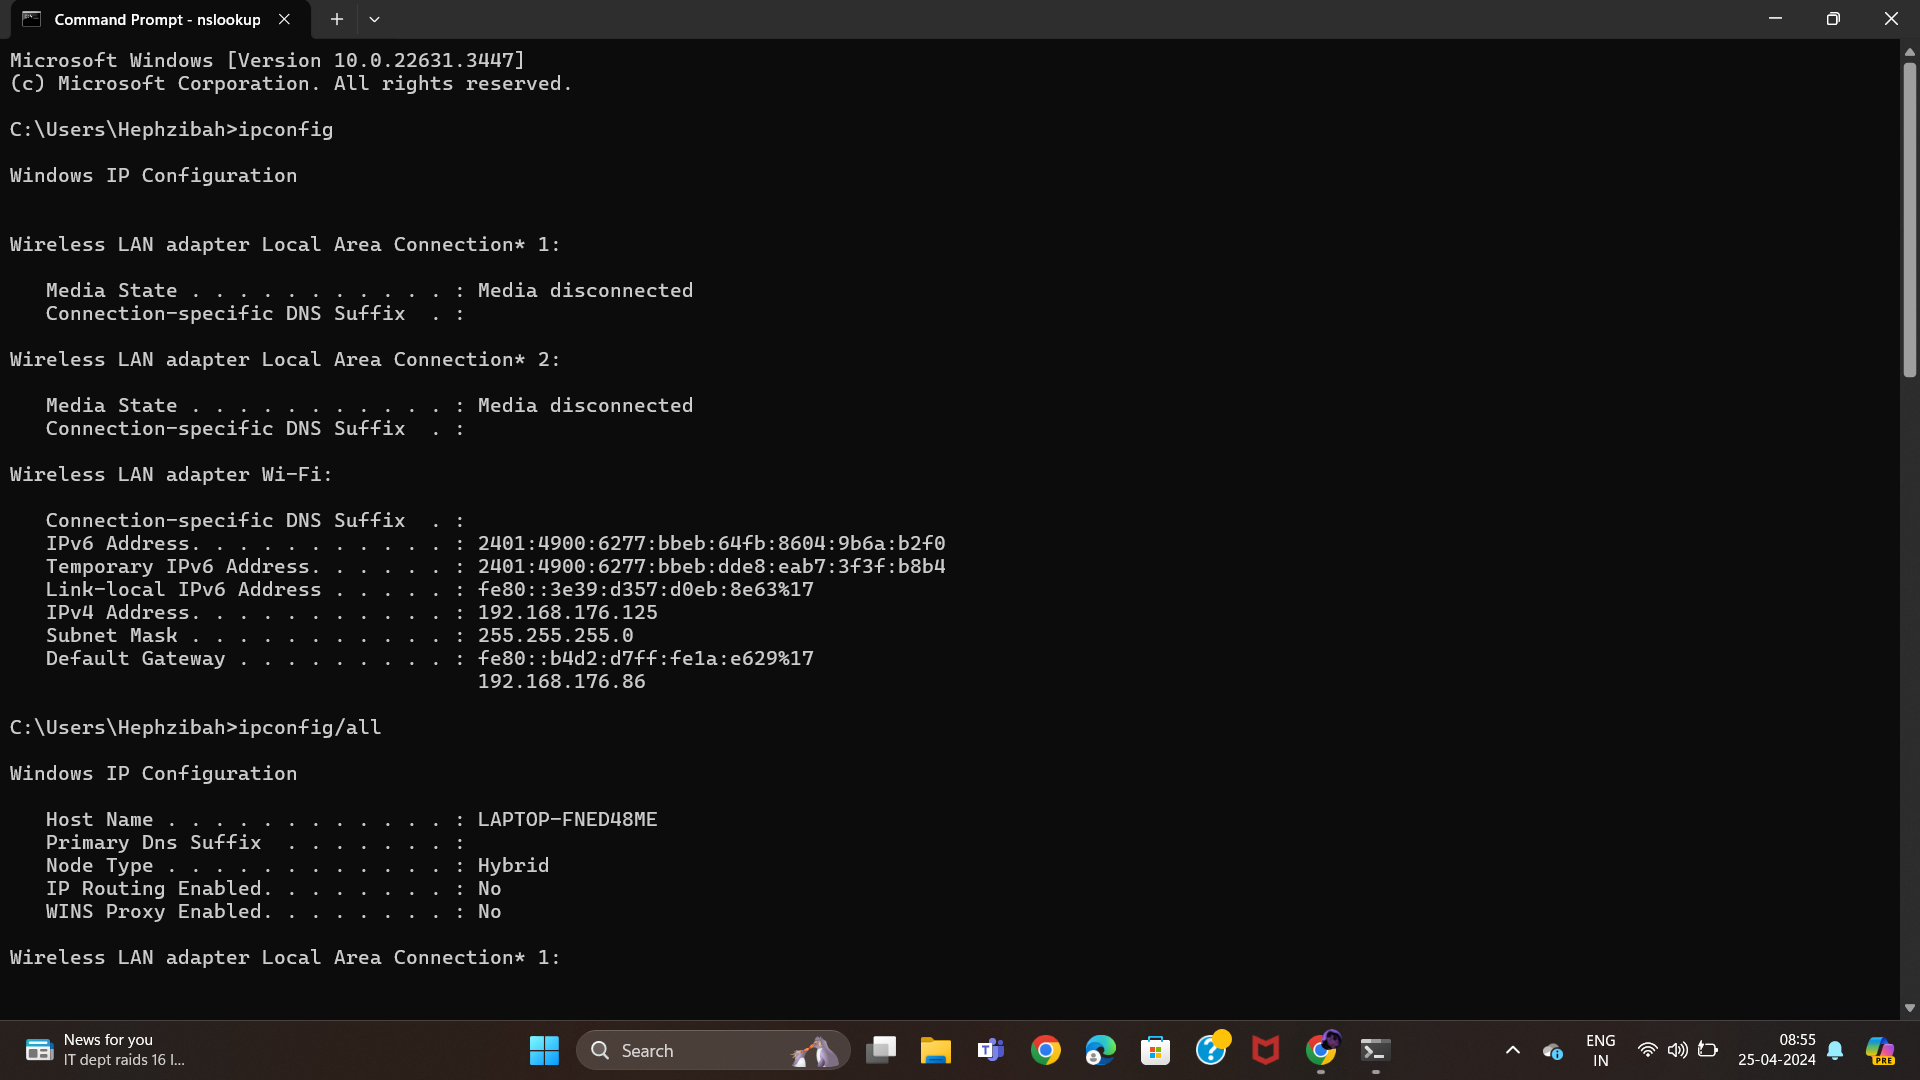 Command Prompt - nslookup
Microsoft Windows [Version 10.0.22631.3447]
(c) Microsoft Corporation. All rights reserved.
C:\Users\Hephzibah>ipconfig
Windows IP Configuration
Wireless LAN adapter Local Area Connection* 1:
Media State . . . . . . . . . . . : Media disconnected
Connection-specific DNS Suffix  . :
Wireless LAN adapter Local Area Connection* 2:
Media State . . . . . . . . . . . : Media disconnected
Connection-specific DNS Suffix  . :
Wireless LAN adapter Wi-Fi:
Connection-specific DNS Suffix  . :
IPv6 Address. . . . . . . . . . . : 2401:4900:6277:bbeb:64fb:8604:9b6a:b2f0
Temporary IPv6 Address. . . . . . : 2401:4900:6277:bbeb:dde8:eab7:3f3f:b8b4
Link-local IPv6 Address . . . . . : fe80::3e39:d357:d0eb:8e63%17
IPv4 Address. . . . . . . . . . . : 192.168.176.125
Subnet Mask . . . . . . . . . . . : 255.255.255.0
Default Gateway . . . . . . . . . : fe80::b4d2:d7ff:fe1a:e629%17
192.168.176.86
C:\Users\Hephzibah>ipconfig/all
Windows IP Configuration
Host Name . . . . . . . . . . . . : LAPTOP-FNED48ME
Primary Dns Suffix  . . . . . . . :
Node Type . . . . . . . . . . . . : Hybrid
IP Routing Enabled. . . . . . . . : No
WINS Proxy Enabled. . . . . . . . : No
Wireless LAN adapter Local Area Connection* 1:
News for you
IT dept raids 16 l...
Search
ENG
IN
08:55
25-04-2024
PRE